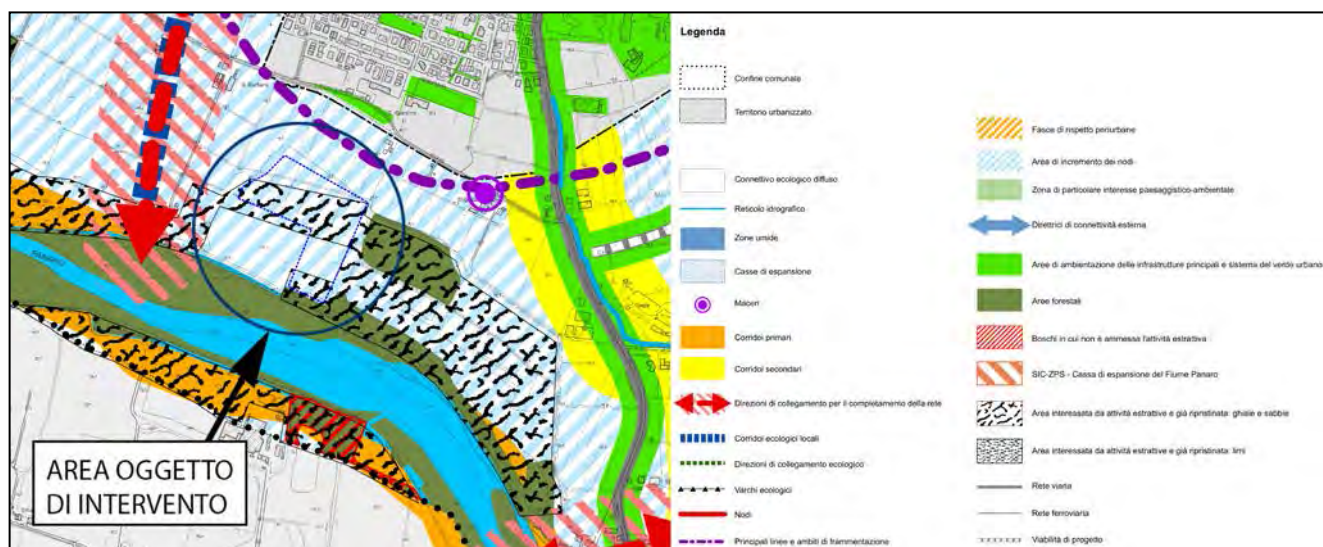 Legenda
Confine comunale
Territorio urbanizzato
Connettivo ecologico diffuso
Reticolo idrografico
Zone umide
Casse di espansione
Maceri
Corridoi primari
Corridoi secondari
Direzioni di collegamento per il completamento della rete
Corridoi ecologici locali
Direzioni di collegamento ecologico
Varchi ecologici
Nodi
Principali linee e ambiti di frammentazione
Fasce di rispetto periurbane
Area di incremento dei nodi
Zona di particolare interesse paesaggistico-ambientale
Direttrici di connettività esterna
Aree di ambientazione delle infrastrutture principali e sistema del verde urbano
Aree forestali
Boschi in cui non è ammessa l'attività estrattiva
SIC-ZPS - Cassa di espansione del Fiume Panaro
Area interessata da attività estrattive e già ripristinata: ghiaie e sabbie
Area interessata da attività estrattive e già ripristinata: limi
Rete viaria
Rete ferroviaria
Viabilità di progetto
PANARO
AREA OGGETTO
DI INTERVENTO